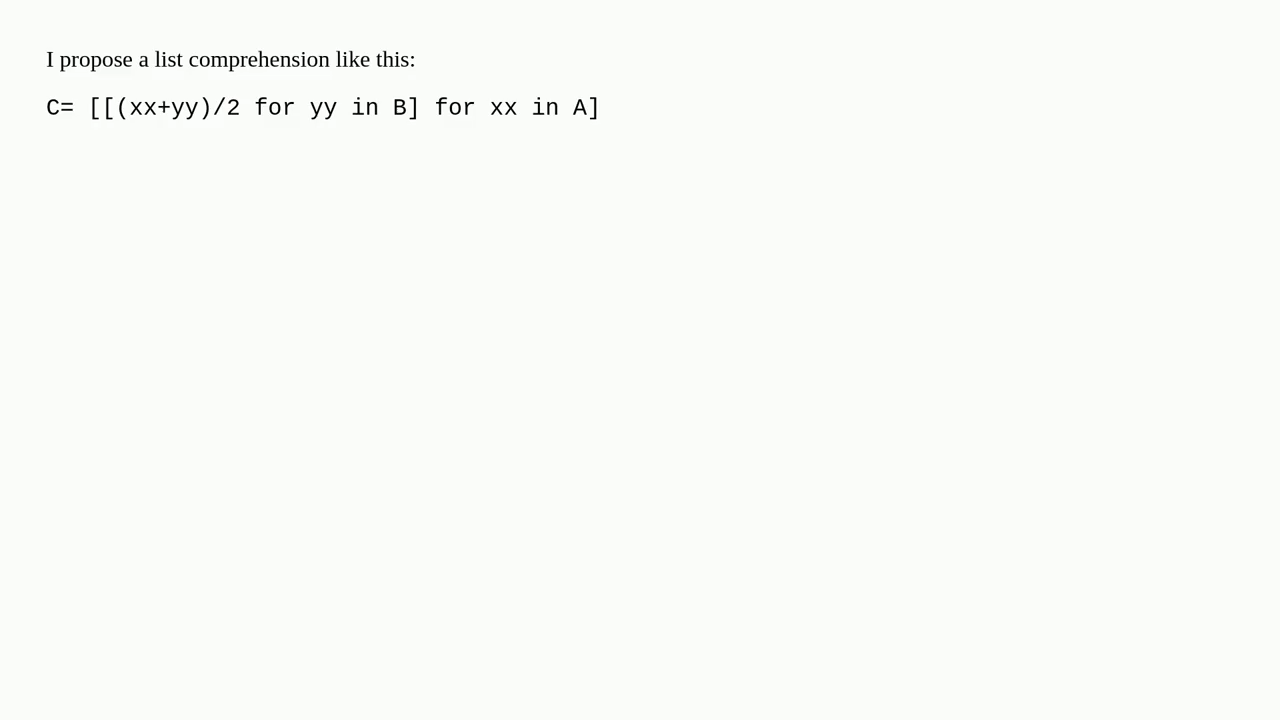 I propose a list comprehension like this:
C= [[(xx+yy)/2 for yy in B] for xx in A]